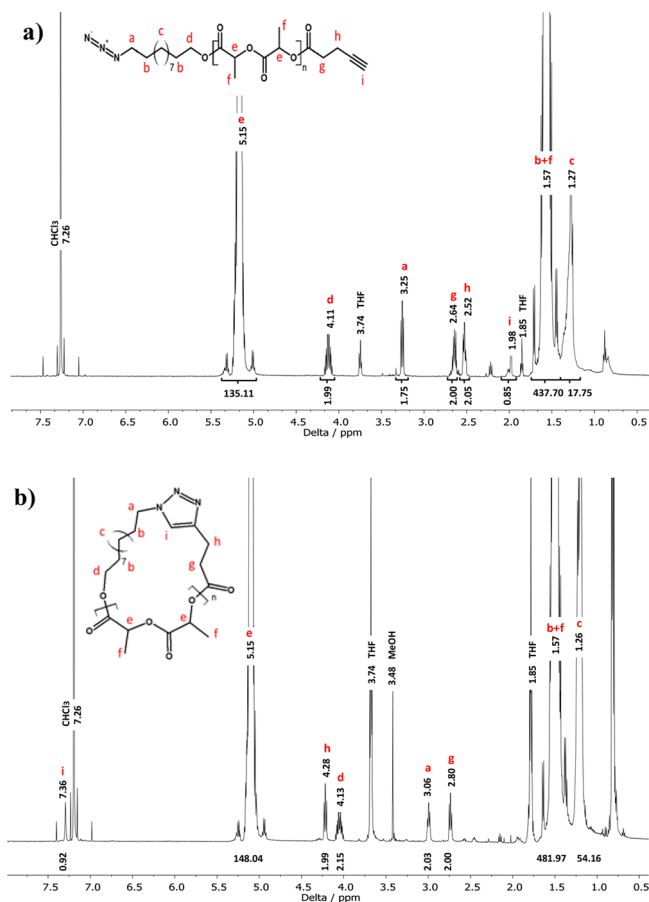 a)
N⁻
N⁺
N
a
c
d
b
7
b
O
O
e
f
O
O
f
e
O
n
O
g
h
i
CHCl3
7.26
e
5.15
d
4.11
3.74 THF
a
3.25
g
2.64
h
2.52
i
1.98
1.85 THF
b+f
1.57
c
1.27
135.11
1.99
1.75
2.00
2.05
0.85
437.70
17.75
7.5 7.0 6.5 6.0 5.5 5.0 4.5 4.0 3.5 3.0 2.5 2.0 1.5 1.0 0.5
Delta / ppm
b)
N
N
N
a
c
b
i
h
7
b
g
d
O
O
n
O
O
e
O
e
f
O
f
i
7.36
CHCl3
7.26
e
5.15
h
4.28
d
4.13
3.74 THF
3.48 MeOH
a
3.06
g
2.80
1.85 THF
b+f
1.57
c
1.26
0.92
148.04
1.99
2.15
2.03
2.00
481.97
54.16
7.5 7.0 6.5 6.0 5.5 5.0 4.5 4.0 3.5 3.0 2.5 2.0 1.5 1.0 0.5
Delta / ppm